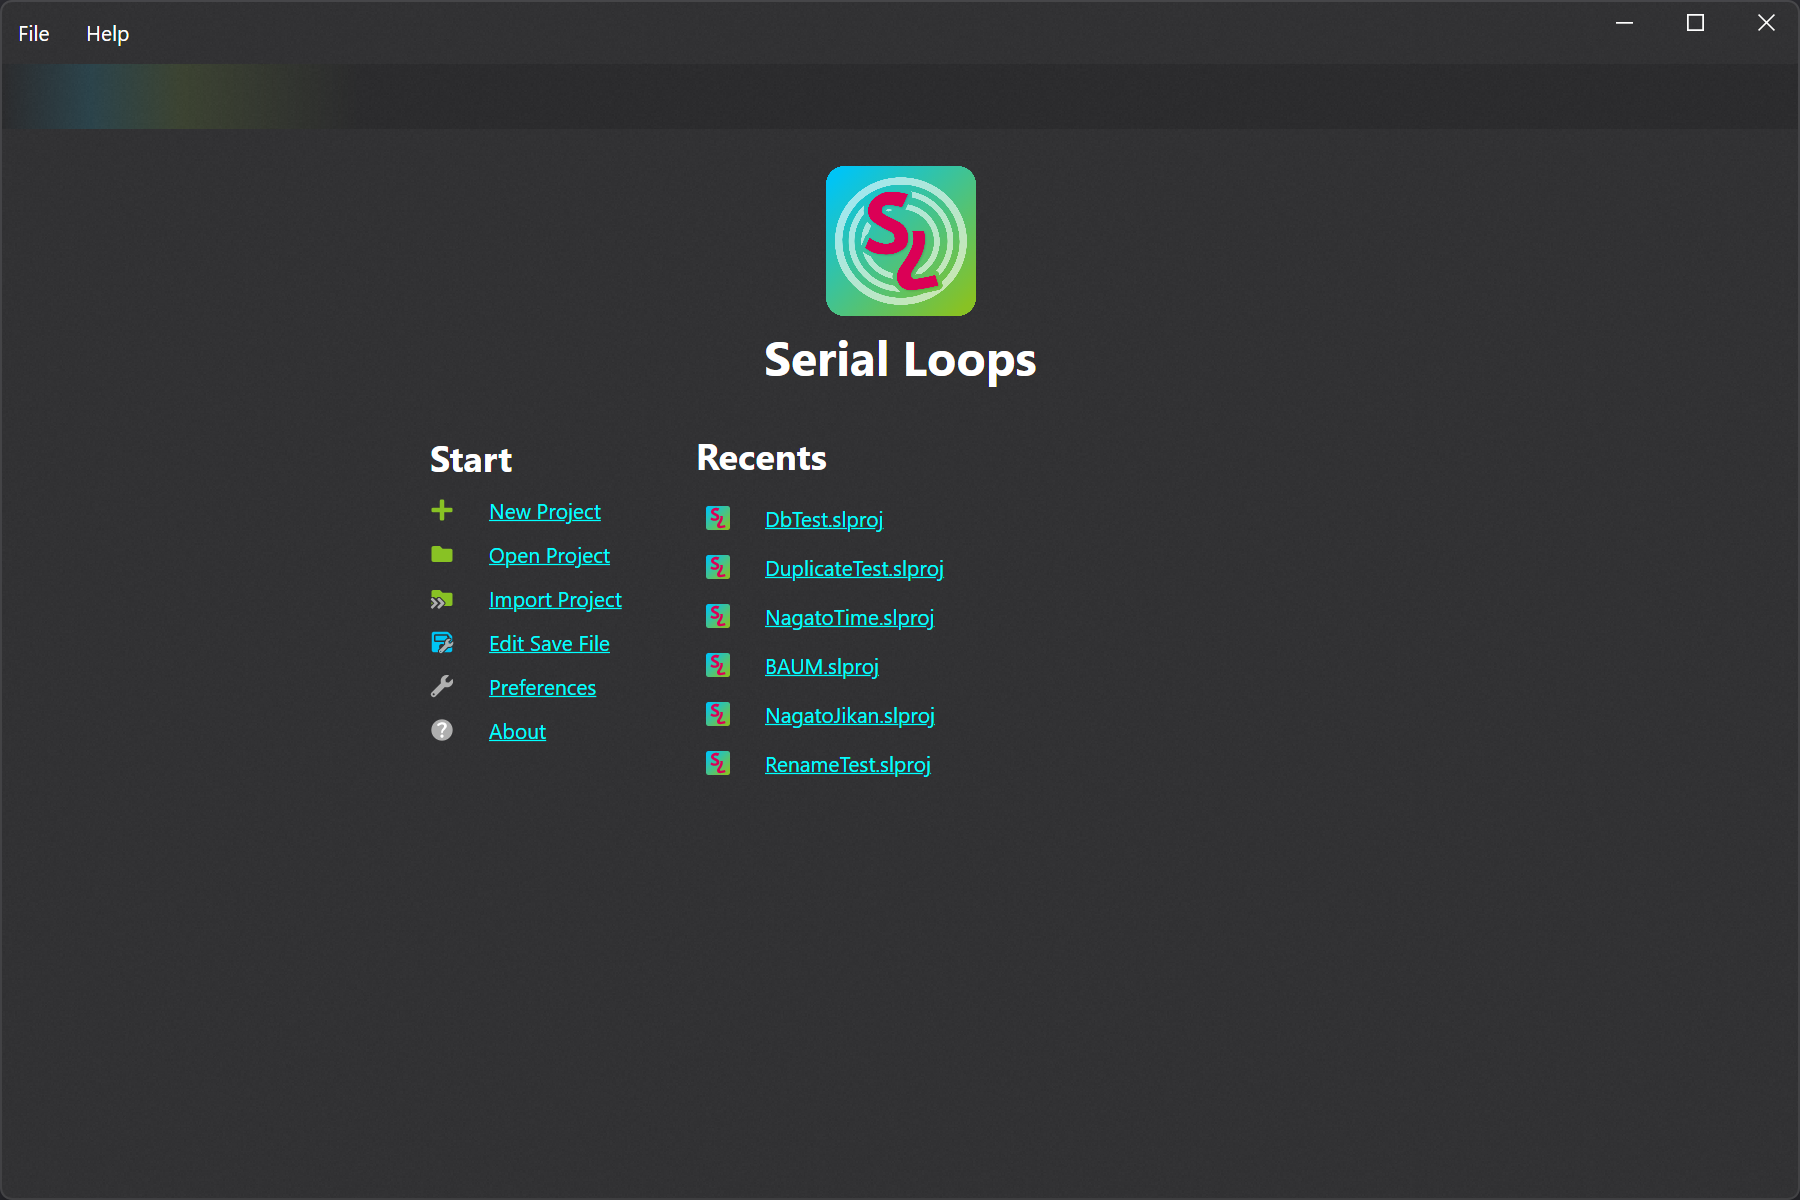 File Help
SL
Serial Loops
Start
New Project
Open Project
Import Project
Edit Save File
Preferences
About
Recents
DbTest.slproj
DuplicateTest.slproj
NagatoTime.slproj
BAUM.slproj
NagatoJikan.slproj
RenameTest.slproj